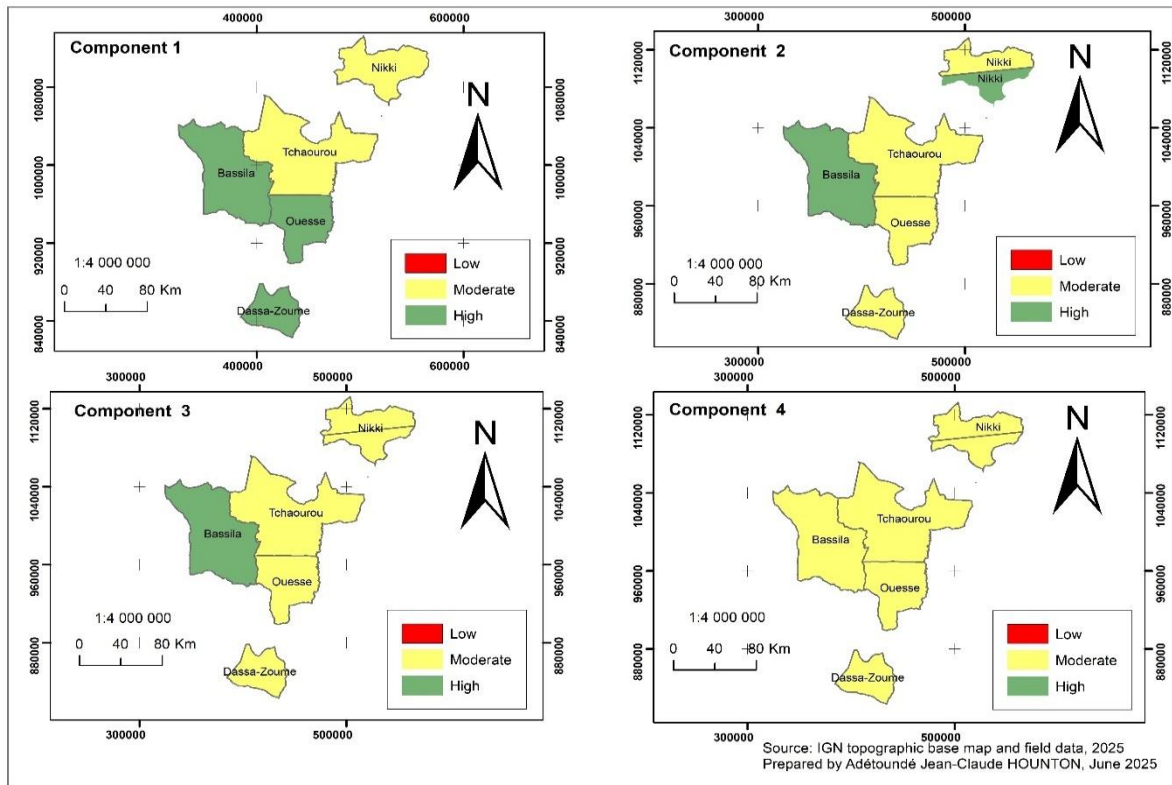 400000 600000
Component 1
Nikki
1080000 1080000
N
Tchaourou
1000000 1000000
Bassila
Ouesse
920000 920000
1:4 000 000
0 40 80 Km
Low
Moderate
High
Dassa-Zoume
840000 840000
400000 600000
300000 500000
Component 2
1120000 1120000
Nikki
Nikki
N
1040000 1040000
Tchaourou
Bassila
960000 960000
Ouesse
1:4 000 000
0 40 80 Km
Low
Moderate
High
880000 880000
Dassa-Zoume
300000 500000
300000 500000
Component 3
1120000 1120000
Nikki
N
1040000 1040000
Tchaourou
Bassila
960000 960000
Ouesse
1:4 000 000
0 40 80 Km
Low
Moderate
High
880000 880000
Dassa-Zoume
300000 500000
300000 500000
Component 4
1120000 1120000
Nikki
N
1040000 1040000
Tchaourou
Bassila
960000 960000
Ouesse
1:4 000 000
0 40 80 Km
Low
Moderate
High
880000 880000
Dassa-Zoume
300000 500000
Source: IGN topographic base map and field data, 2025
Prepared by Adétoundé Jean-Claude HOUNTON, June 2025